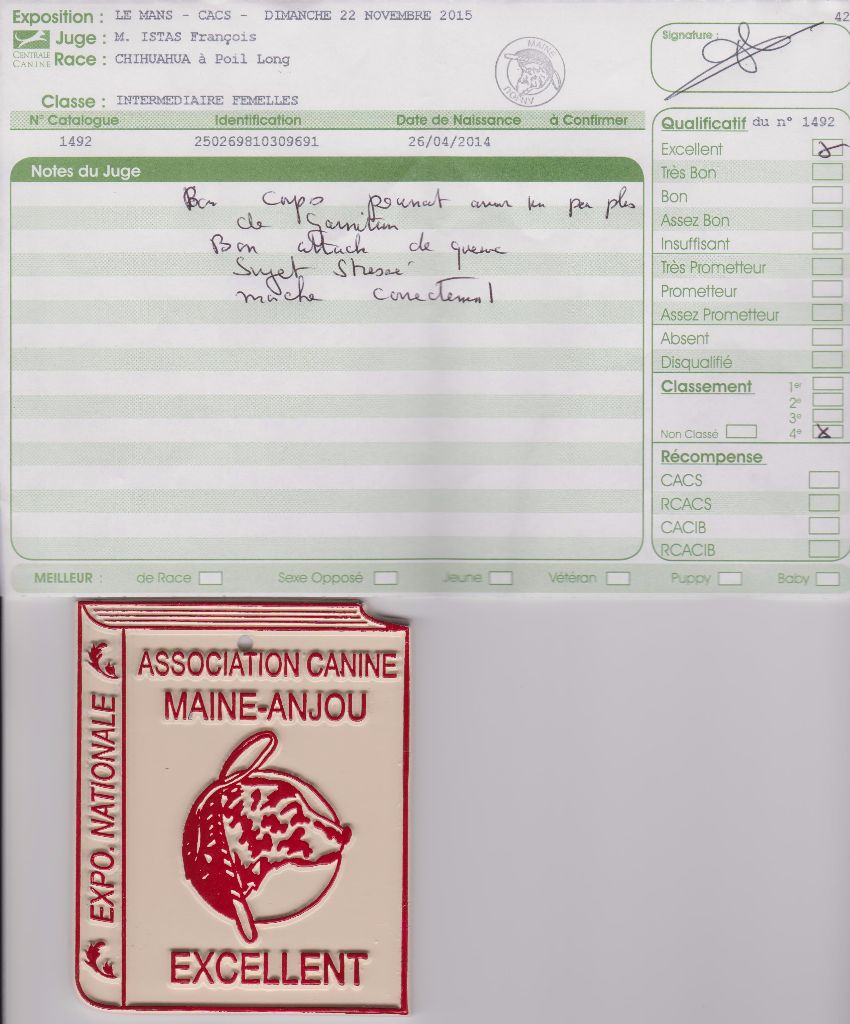 Exposition : LE MANS - CACS - DIMANCHE 22 NOVEMBRE 2015
42
CENTRALE CANINE
Juge : M. ISTAS François
Race : CHIHUAHUA à Poil Long
Classe : INTERMEDIAIRE FEMELLES
MAINE
ANJOU
Signature :
N° Catalogue Identification Date de Naissance à Confirmer
1492 250269810309691 26/04/2014
Notes du Juge
Bon corps pourrait avoir un peu plus
de Garniture
Bon attach de queue
Sujet Stressé
marche correctement
Qualificatif du n° 1492
Excellent
Très Bon
Bon
Assez Bon
Insuffisant
Très Prometteur
Prometteur
Assez Prometteur
Absent
Disqualifié
Classement 1er
2e
3e
Non Classé 4e X
Récompense
CACS
RCACS
CACIB
RCACIB
MEILLEUR : de Race Sexe Opposé Jeune Vétéran Puppy Baby
EXPO. NATIONALE
ASSOCIATION CANINE
MAINE-ANJOU
EXCELLENT